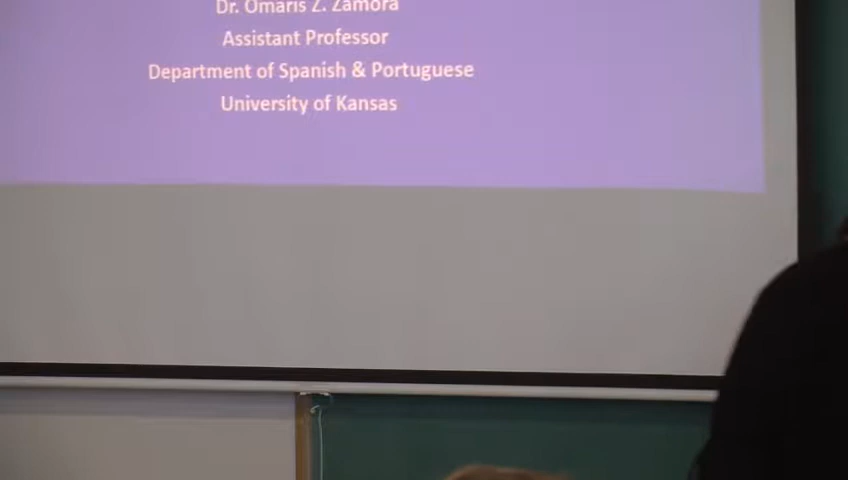 Dr. Omaris Z. Zamora
Assistant Professor
Department of Spanish & Portuguese
University of Kansas